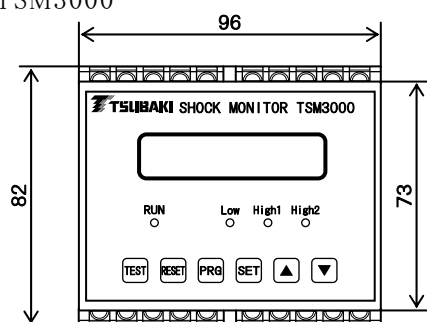 TSM3000
96
TSUBAKI SHOCK MONITOR TSM3000
82
73
RUN Low High1 High2
TEST RESET PRG SET ▲ ▼